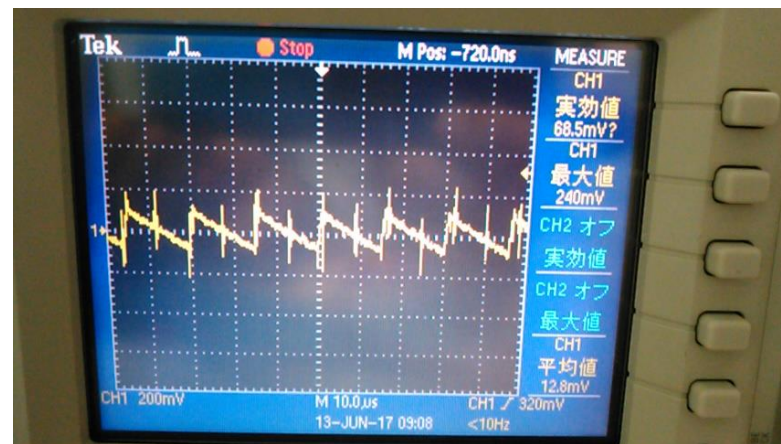 Tek Stop M Pos: -720.0ns MEASURE
CH1
実効値
68.5mV?
CH1
最大値
240mV
CH2 オフ
実効値
CH2 オフ
最大値
CH1
平均値
12.8mV
1
CH1 200mV M 10.0µs CH1 320mV
13-JUN-17 09:08 <10Hz